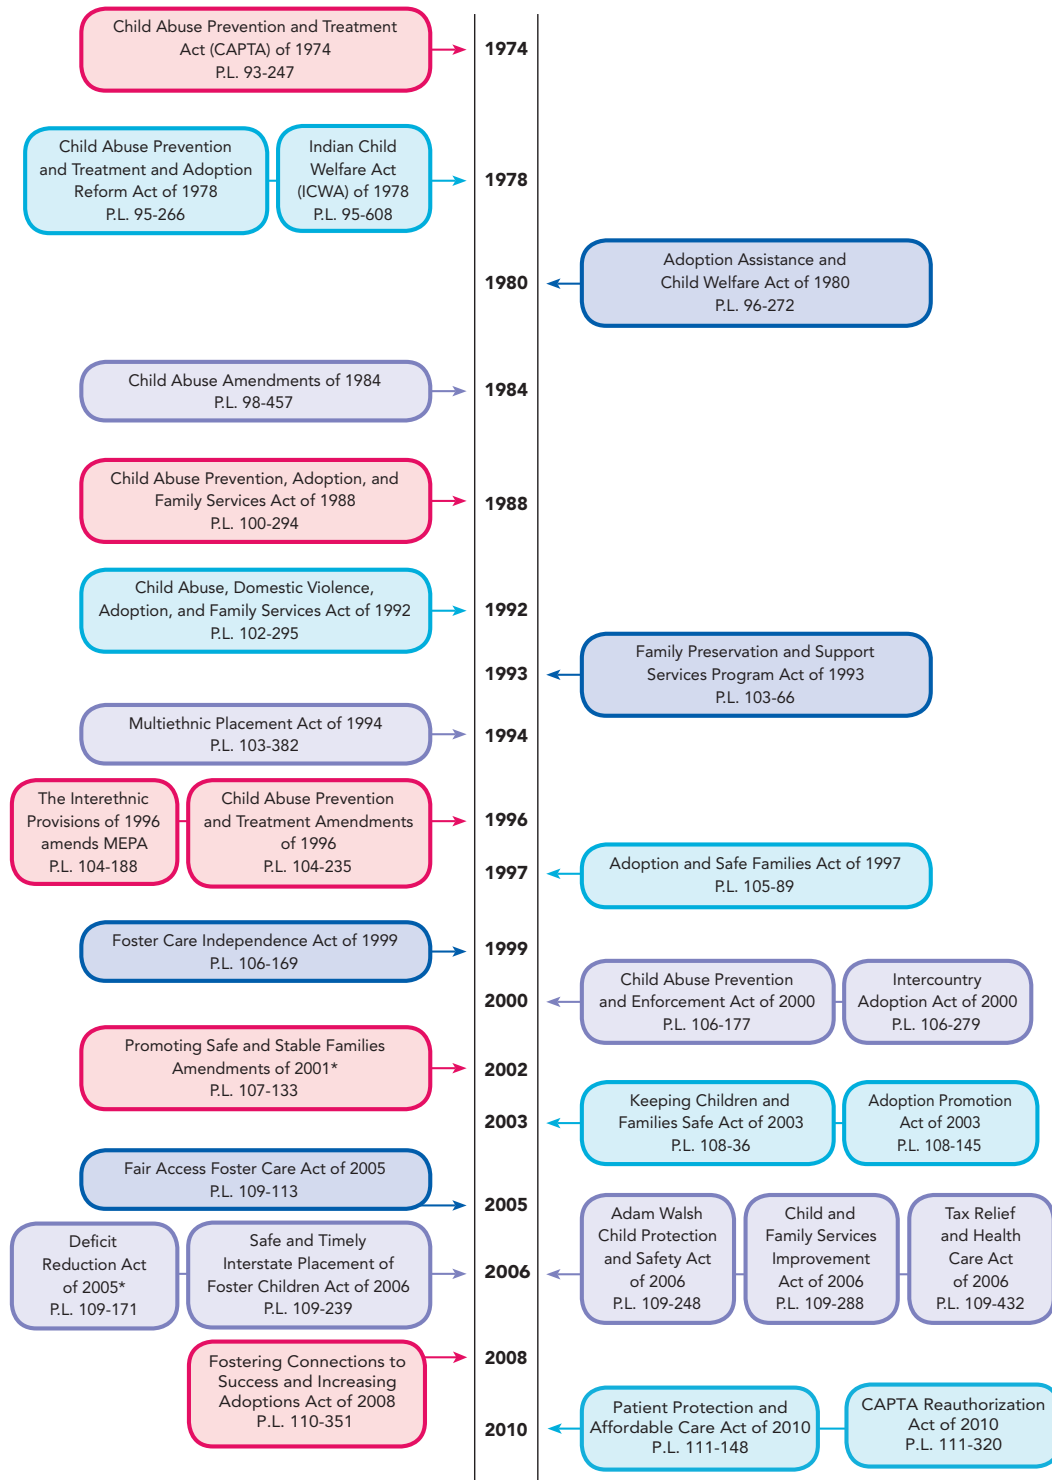 Child Abuse Prevention and Treatment
Act (CAPTA) of 1974
P.L. 93-247
1974
Child Abuse Prevention
and Treatment and Adoption
Reform Act of 1978
P.L. 95-266
Indian Child
Welfare Act
(ICWA) of 1978
P.L. 95-608
1978
1980
Adoption Assistance and
Child Welfare Act of 1980
P.L. 96-272
Child Abuse Amendments of 1984
P.L. 98-457
1984
Child Abuse Prevention, Adoption, and
Family Services Act of 1988
P.L. 100-294
1988
Child Abuse, Domestic Violence,
Adoption, and Family Services Act of 1992
P.L. 102-295
1992
1993
Family Preservation and Support
Services Program Act of 1993
P.L. 103-66
Multiethnic Placement Act of 1994
P.L. 103-382
1994
The Interethnic
Provisions of 1996
amends MEPA
P.L. 104-188
Child Abuse Prevention
and Treatment Amendments
of 1996
P.L. 104-235
1996
1997
Adoption and Safe Families Act of 1997
P.L. 105-89
Foster Care Independence Act of 1999
P.L. 106-169
1999
2000
Child Abuse Prevention
and Enforcement Act of 2000
P.L. 106-177
Intercountry
Adoption Act of 2000
P.L. 106-279
Promoting Safe and Stable Families
Amendments of 2001*
P.L. 107-133
2002
2003
Keeping Children and
Families Safe Act of 2003
P.L. 108-36
Adoption Promotion
Act of 2003
P.L. 108-145
Fair Access Foster Care Act of 2005
P.L. 109-113
2005
Deficit
Reduction Act
of 2005*
P.L. 109-171
Safe and Timely
Interstate Placement of
Foster Children Act of 2006
P.L. 109-239
2006
Adam Walsh
Child Protection
and Safety Act
of 2006
P.L. 109-248
Child and
Family Services
Improvement
Act of 2006
P.L. 109-288
Tax Relief
and Health
Care Act
of 2006
P.L. 109-432
Fostering Connections to
Success and Increasing
Adoptions Act of 2008
P.L. 110-351
2008
2010
Patient Protection and
Affordable Care Act of 2010
P.L. 111-148
CAPTA Reauthorization
Act of 2010
P.L. 111-320